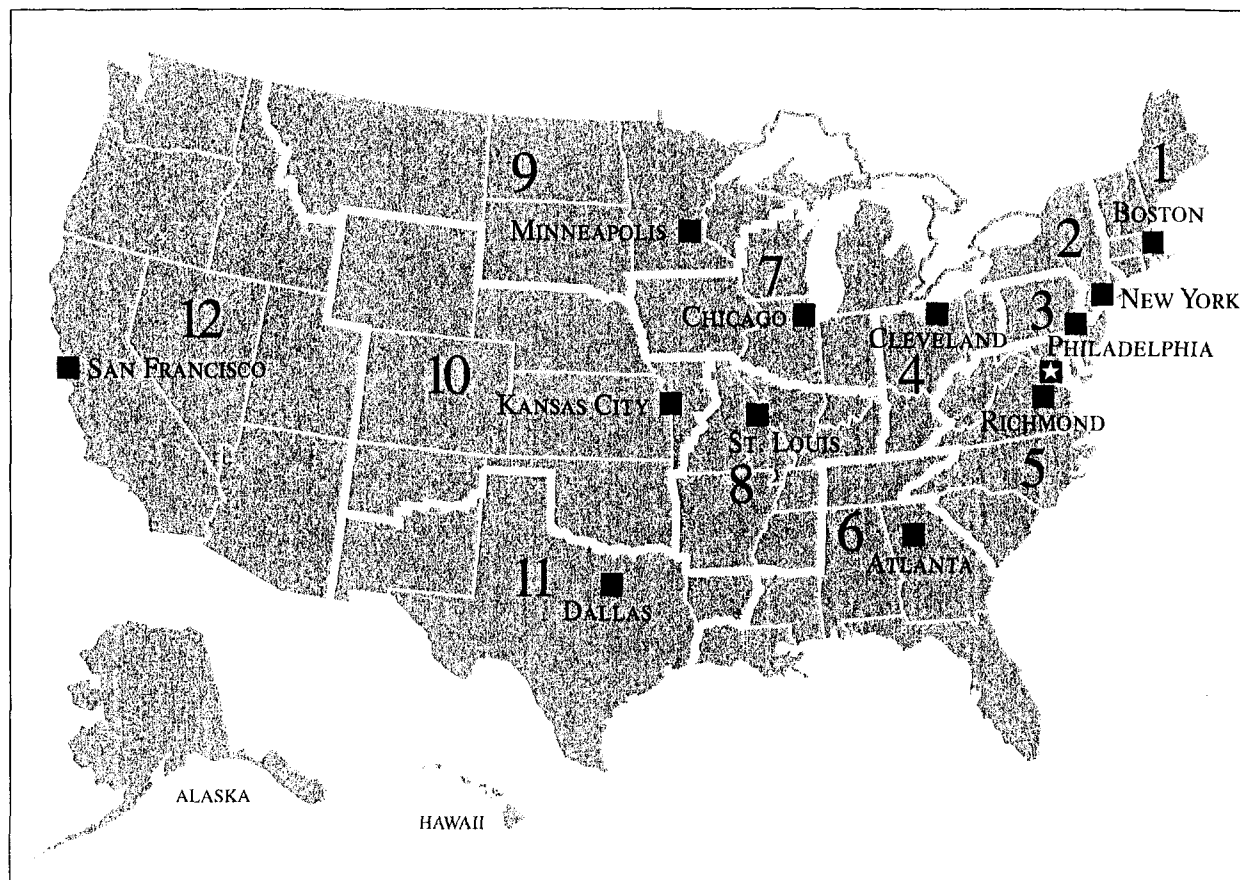 1
BOSTON
9
MINNEAPOLIS
2
7
NEW YORK
12
CHICAGO
CLEVELAND
3
PHILADELPHIA
SAN FRANCISCO
10
4
KANSAS CITY
ST. LOUIS
RICHMOND
8
5
6
ATLANTA
11
DALLAS
ALASKA
HAWAII